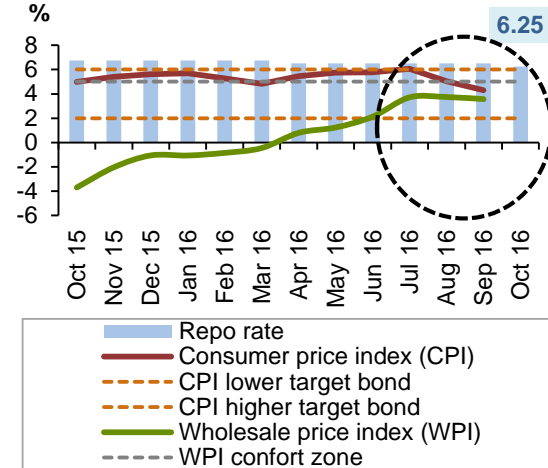 %
6.25
8
6
4
2
0
-2
-4
-6
Oct 15
Nov 15
Dec 15
Jan 16
Feb 16
Mar 16
Apr 16
May 16
Jun 16
Jul 16
Aug 16
Sep 16
Oct 16
Repo rate
Consumer price index (CPI)
CPI lower target bond
CPI higher target bond
Wholesale price index (WPI)
WPI confort zone